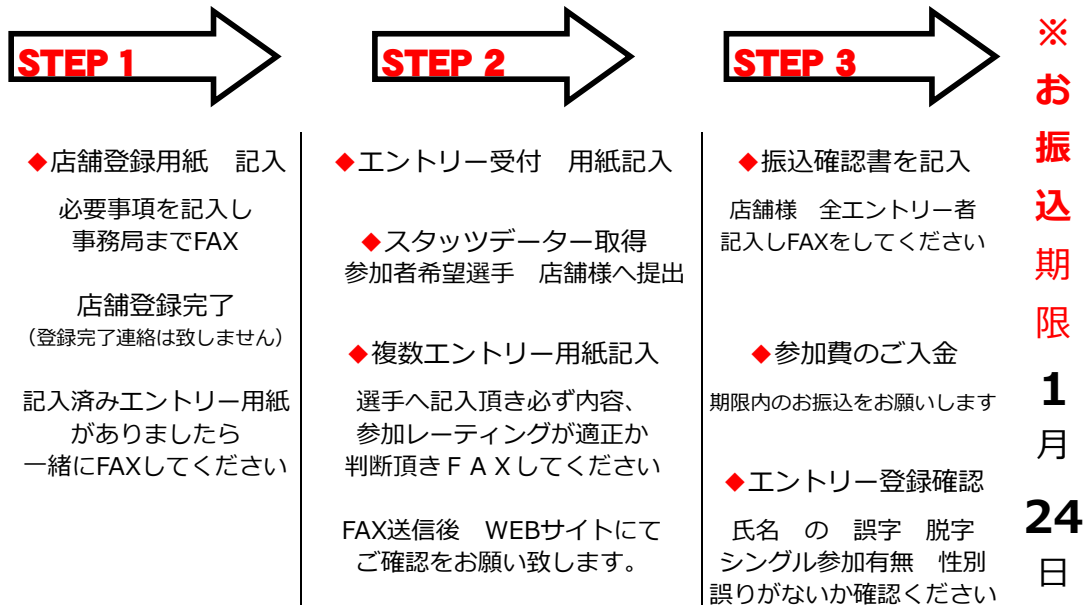 STEP 1
◆店舗登録用紙　記入
必要事項を記入し
事務局までFAX
店舗登録完了
（登録完了連絡は致しません）
記入済みエントリー用紙
がありましたら
一緒にFAXしてください
STEP 2
◆エントリー受付　用紙記入
◆スタッツデーター取得
参加者希望選手　店舗様へ提出
◆複数エントリー用紙記入
選手へ記入頂き必ず内容、
参加レーティングが適正か
判断頂きＦＡＸしてください
FAX送信後　WEBサイトにて
ご確認をお願い致します。
STEP 3
◆振込確認書を記入
店舗様　全エントリー者
記入しFAXをしてください
◆参加費のご入金
期限内のお振込をお願いします
◆エントリー登録確認
氏名　の　誤字　脱字
シングル参加有無　性別
誤りがないか確認ください
※お振込期限1月24日